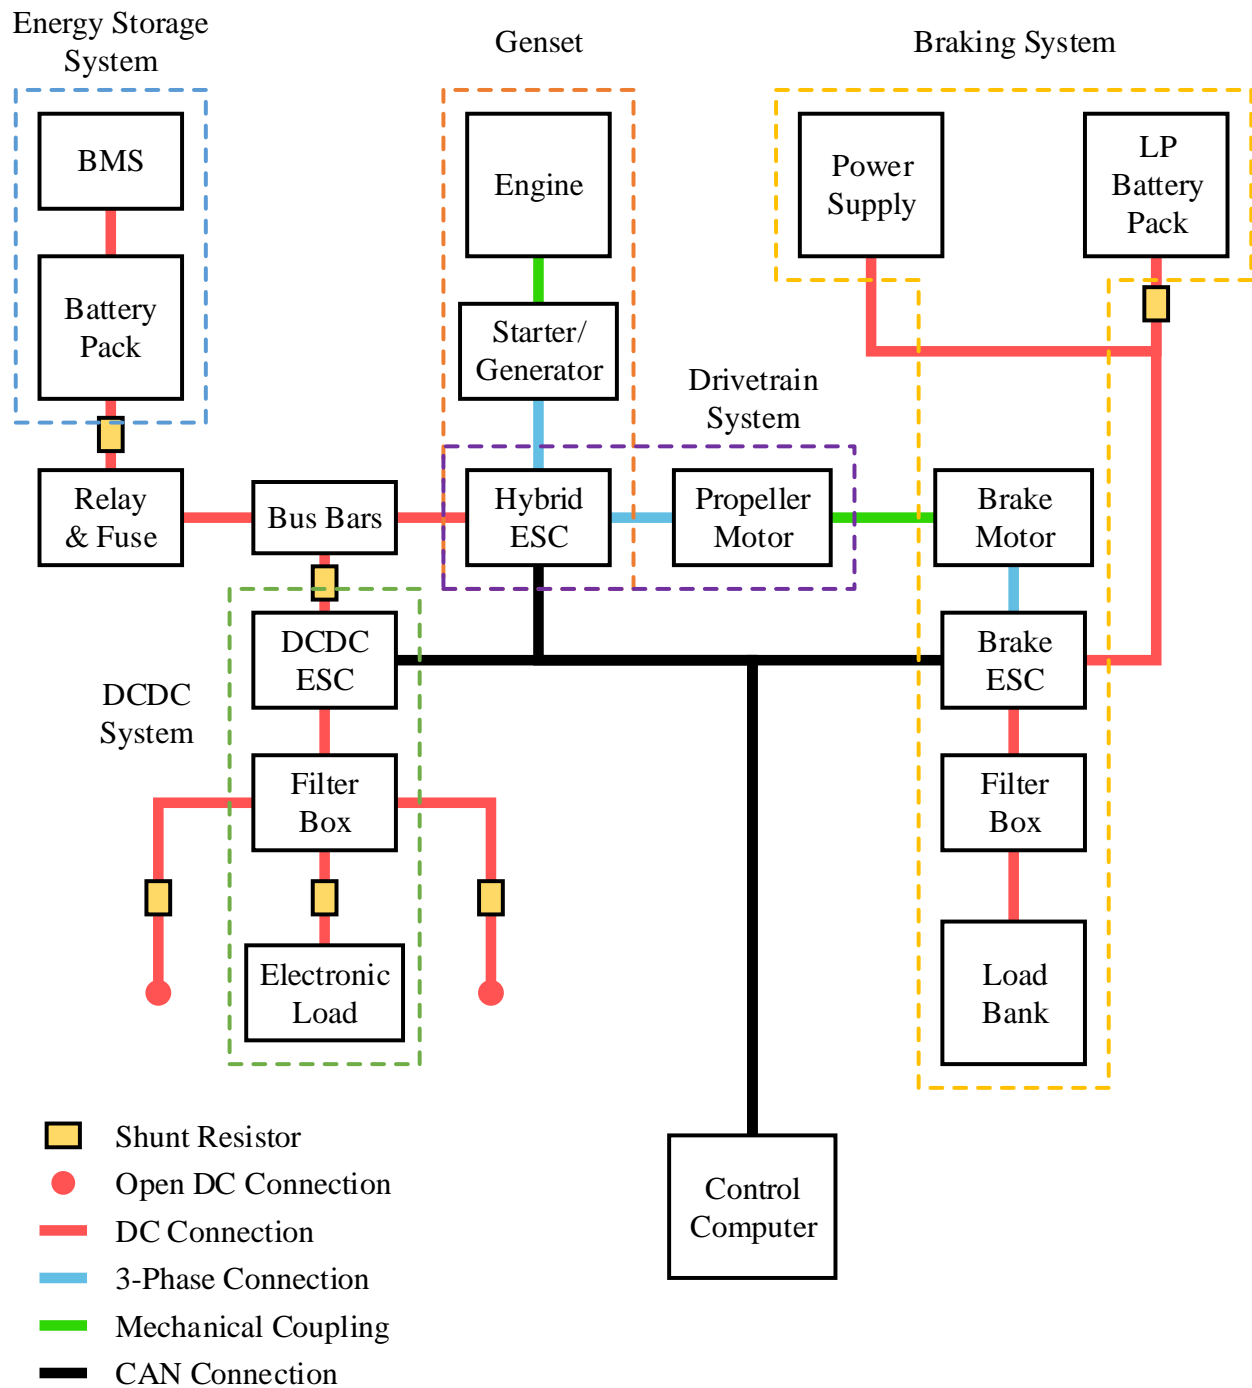 Energy Storage
System
Genset
Braking System
BMS
Engine
Power
Supply
LP
Battery
Pack
Battery
Pack
Starter/
Generator
Drivetrain
System
Relay
& Fuse
Bus Bars
Hybrid
ESC
Propeller
Motor
Brake
Motor
DCDC
ESC
Brake
ESC
DCDC
System
Filter
Box
Filter
Box
Electronic
Load
Load
Bank
Shunt Resistor
Open DC Connection
DC Connection
3-Phase Connection
Mechanical Coupling
CAN Connection
Control
Computer